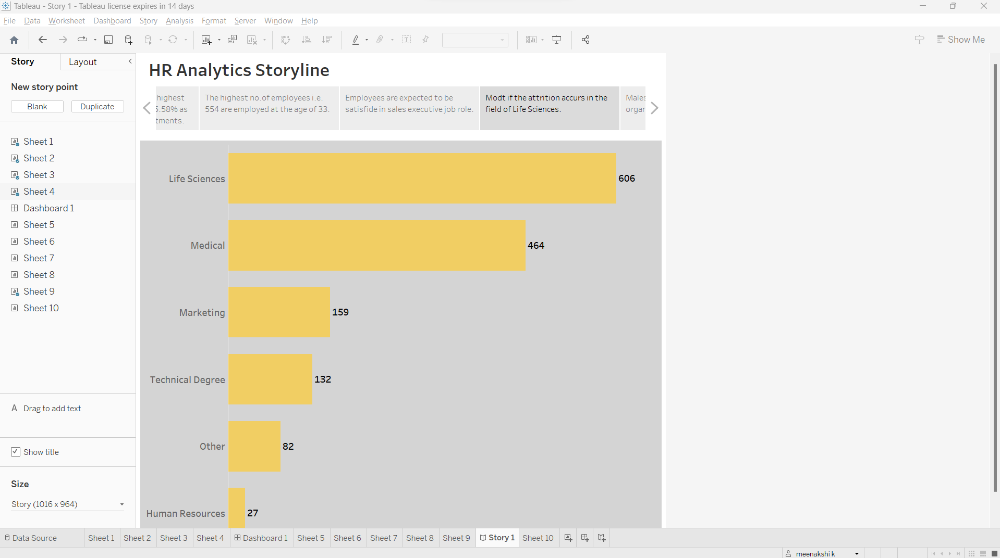 Tableau - Story 1 - Tableau license expires in 14 days
File Data Worksheet Dashboard Story Analysis Format Server Window Help
Show Me
Story Layout
New story point
Blank Duplicate
Sheet 1
Sheet 2
Sheet 3
Sheet 4
Dashboard 1
Sheet 5
Sheet 6
Sheet 7
Sheet 8
Sheet 9
Sheet 10
A Drag to add text
Show title
Size
Story (1016 x 964)
HR Analytics Storyline
highest
5.58% as
tments.
The highest no.of employees i.e.
554 are employed at the age of 33.
Employees are expected to be
satisfide in sales executive job role.
Modt if the attrition accurs in the
field of Life Sciences.
Males
organ
Life Sciences 606
Medical 464
Marketing 159
Technical Degree 132
Other 82
Human Resources 27
Data Source Sheet 1 Sheet 2 Sheet 3 Sheet 4 Dashboard 1 Sheet 5 Sheet 6 Sheet 7 Sheet 8 Sheet 9 Story 1 Sheet 10
meenakshi k